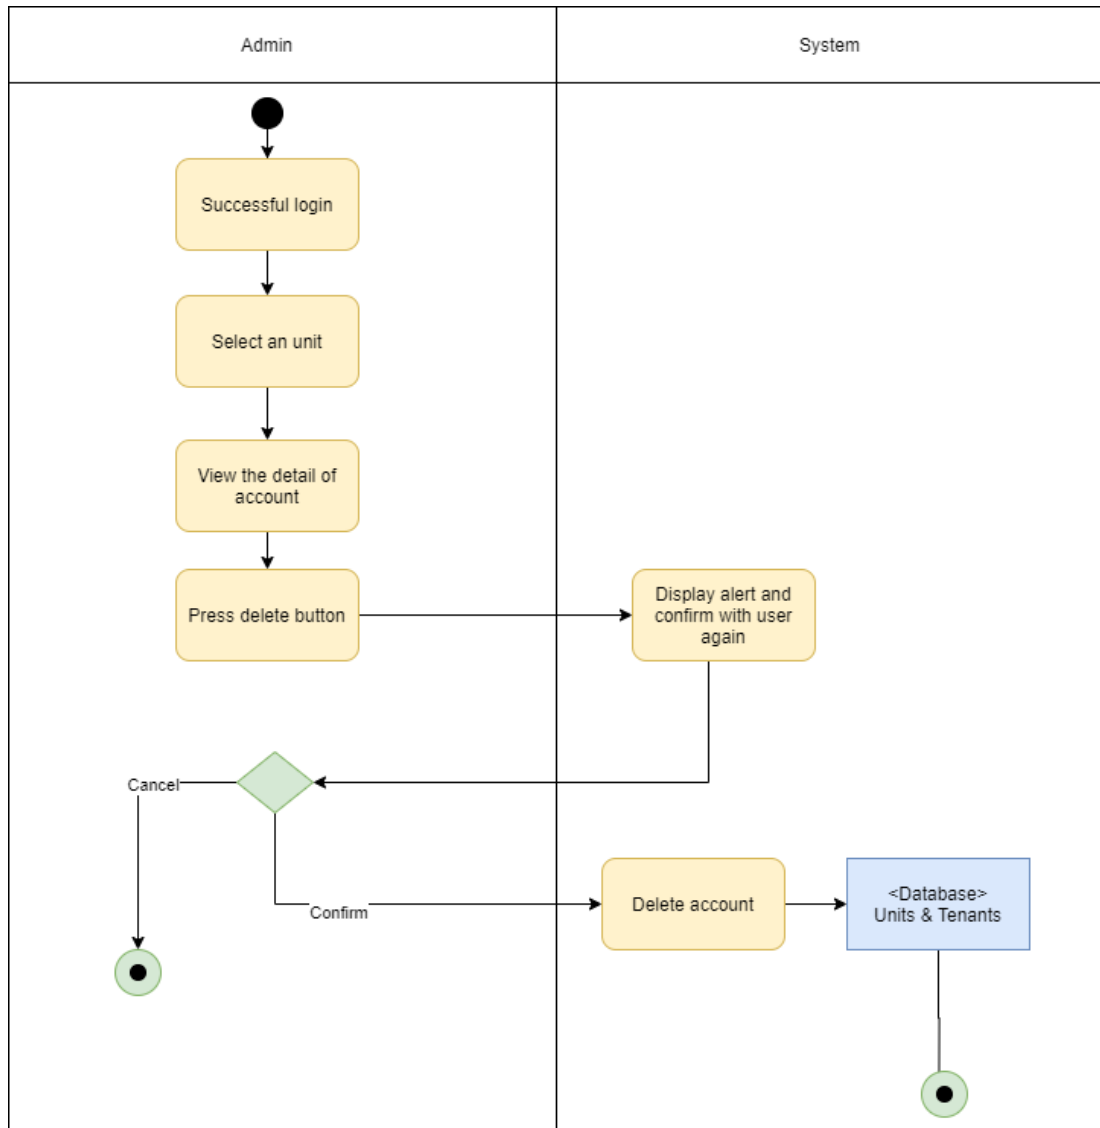 Admin
System
Successful login
Select an unit
View the detail of
account
Press delete button
Display alert and
confirm with user
again
Cancel
Confirm
Delete account
<Database>
Units & Tenants